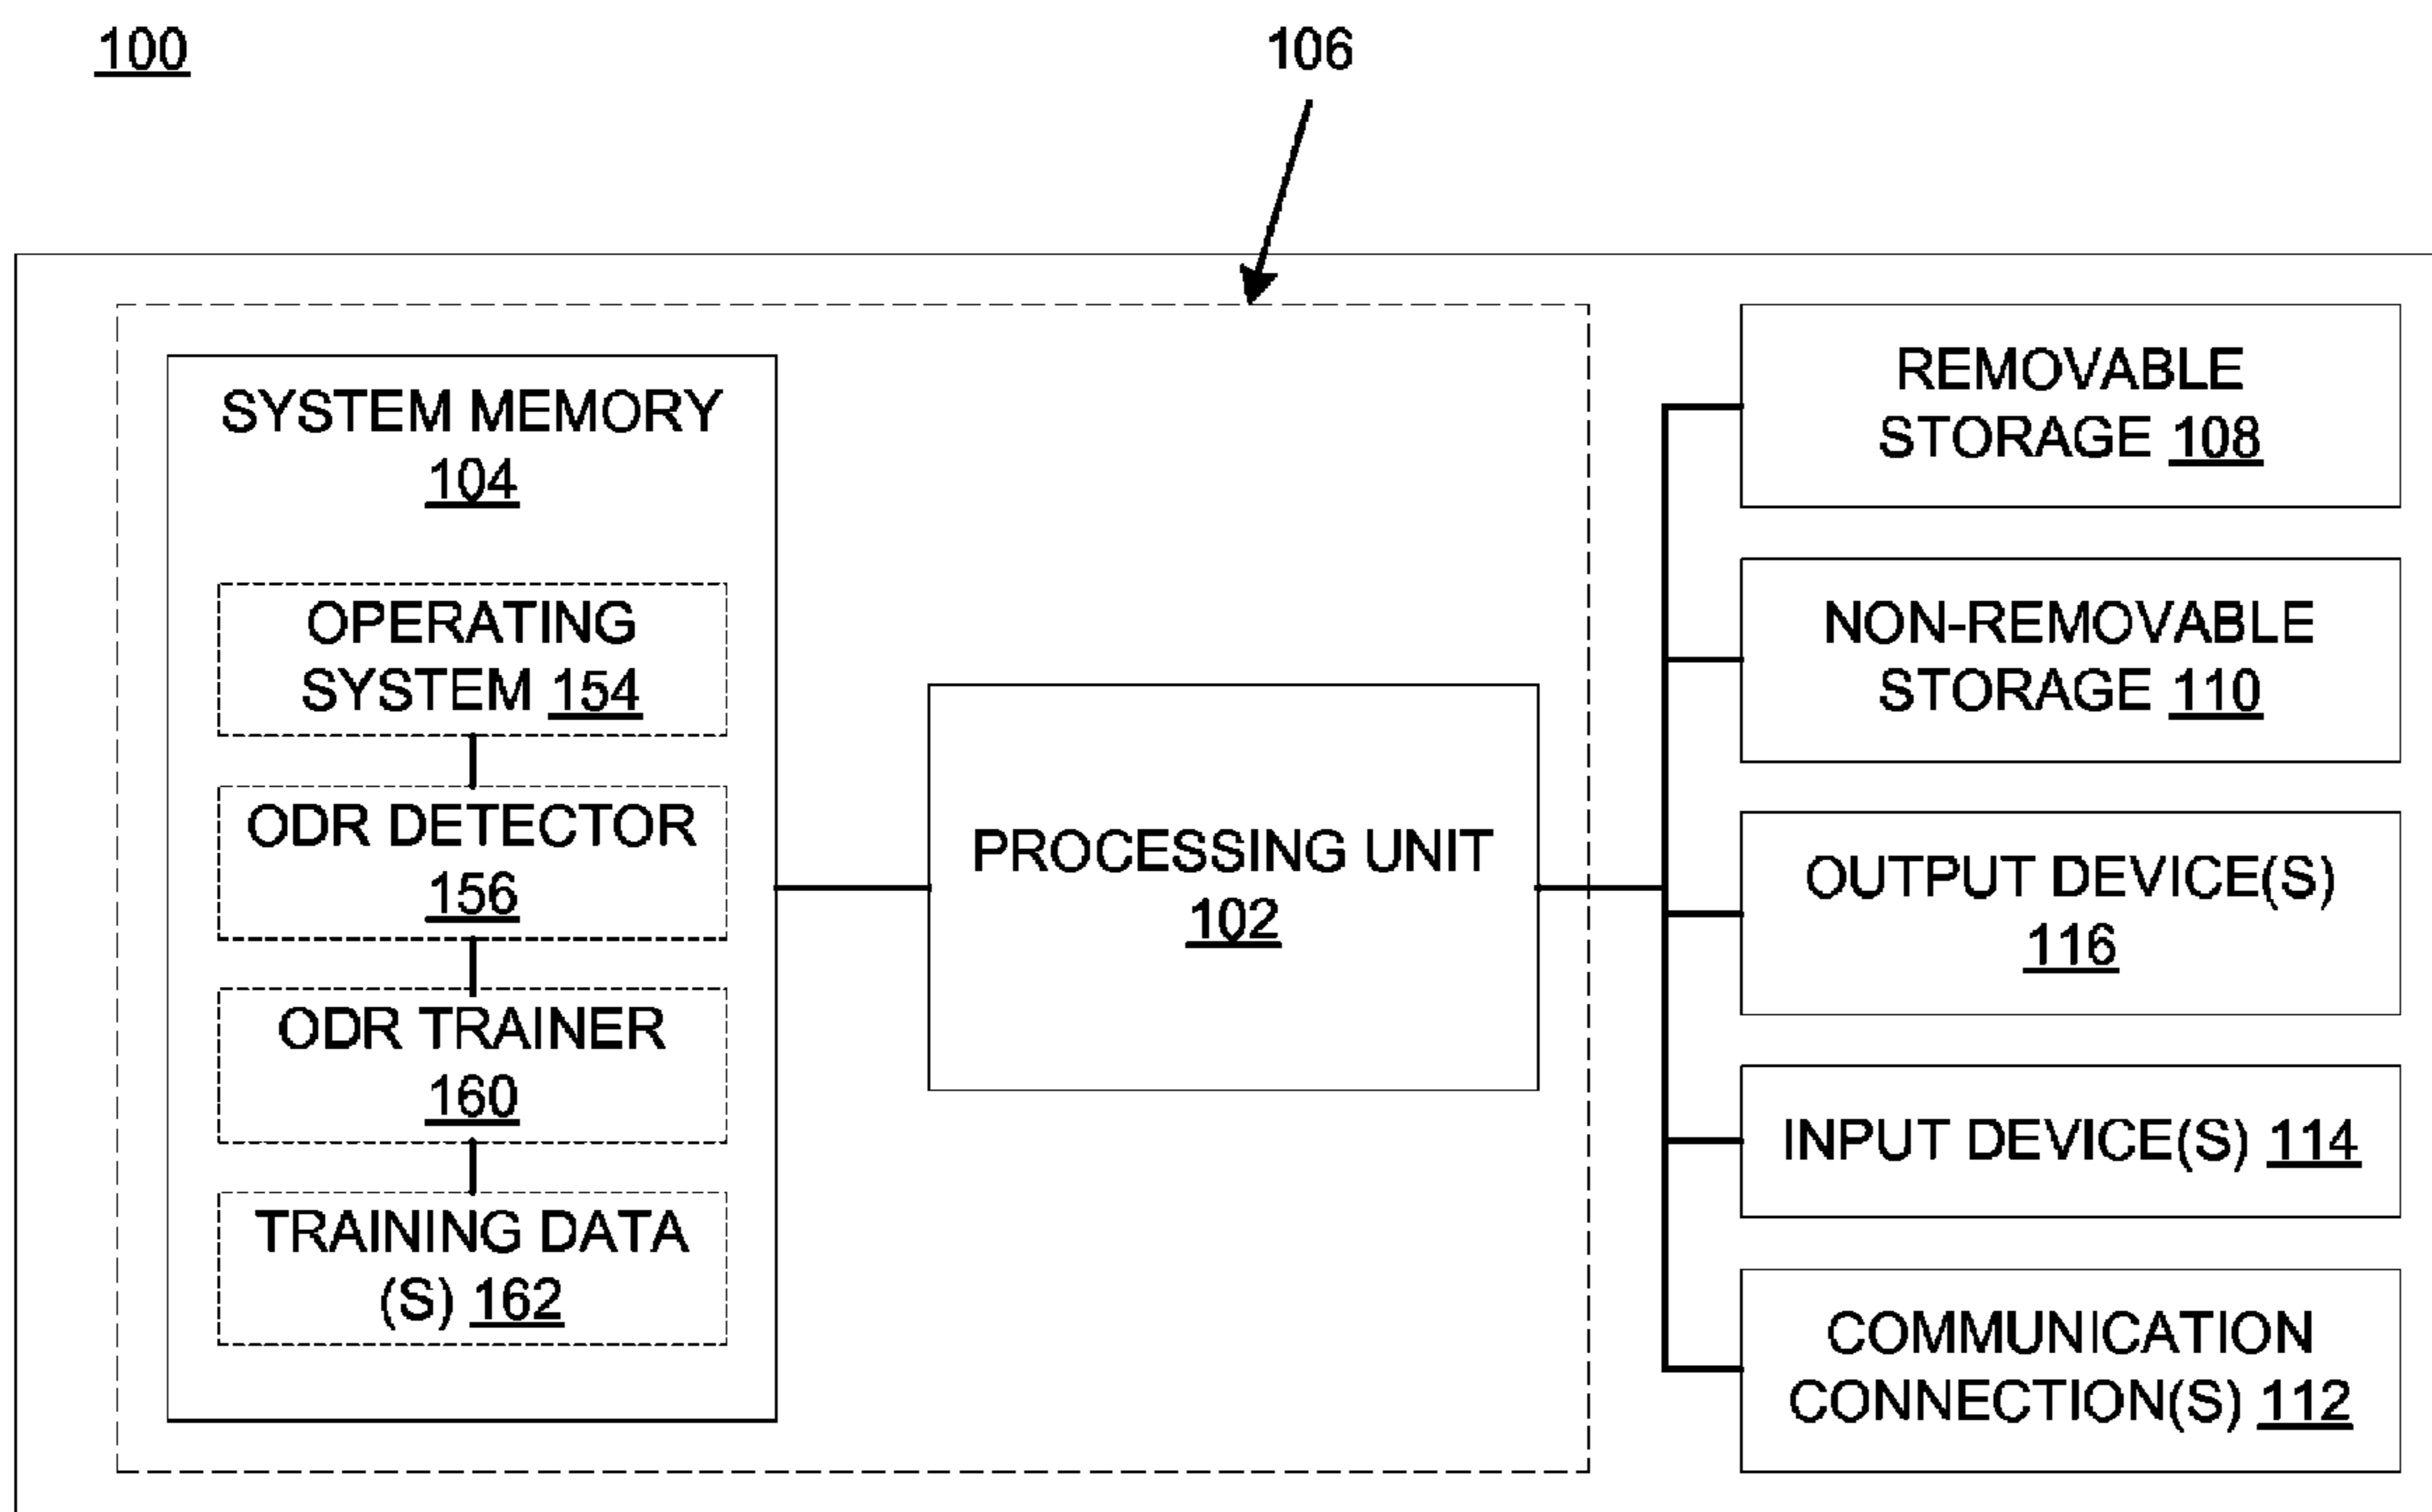 100
106
SYSTEM MEMORY
104
OPERATING
SYSTEM 154
ODR DETECTOR
156
ODR TRAINER
160
TRAINING DATA
(S) 162
PROCESSING UNIT
102
REMOVABLE
STORAGE 108
NON-REMOVABLE
STORAGE 110
OUTPUT DEVICE(S)
116
INPUT DEVICE(S) 114
COMMUNICATION
CONNECTION(S) 112